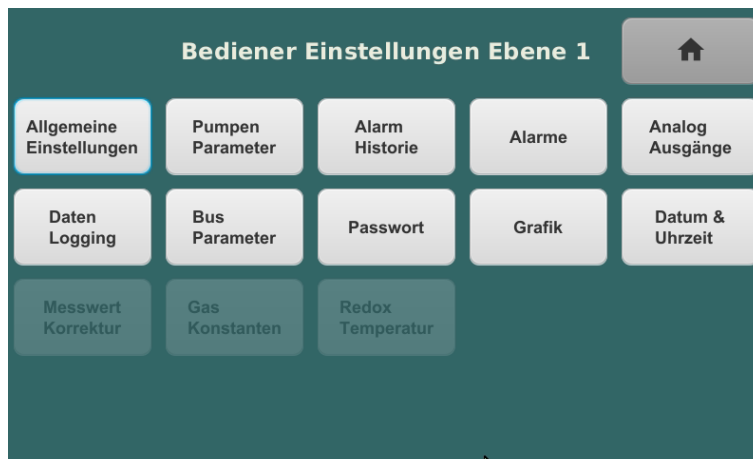 Bediener Einstellungen Ebene 1
Allgemeine
Einstellungen
Pumpen
Parameter
Alarm
Historie
Alarme
Analog
Ausgänge
Daten
Logging
Bus
Parameter
Passwort
Grafik
Datum &
Uhrzeit
Messwert
Korrektur
Gas
Konstanten
Redox
Temperatur